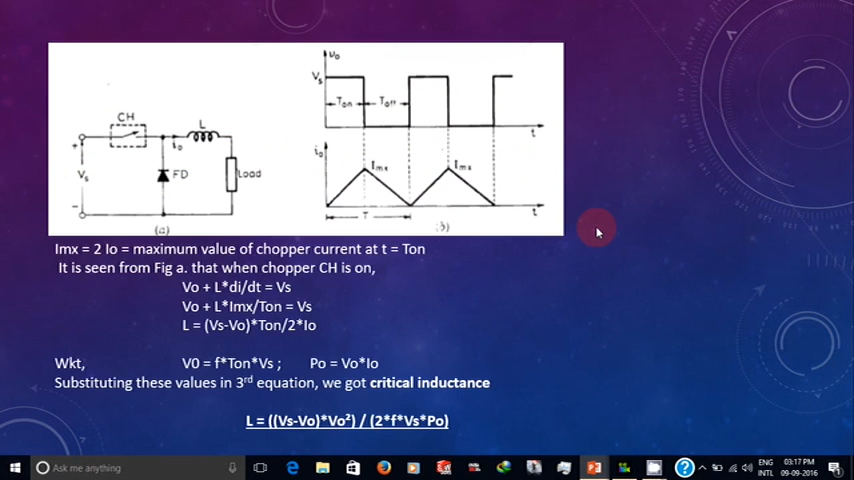 CH
L
io
+
Vs
FD
Load
−
(a)
υo
Vs
Ton
Toff
t
io
Imx
Imx
T
t
(b)
Imx = 2 Io = maximum value of chopper current at t = Ton
It is seen from Fig a. that when chopper CH is on,
Vo + L*di/dt = Vs
Vo + L*Imx/Ton = Vs
L = (Vs-Vo)*Ton/2*Io
Wkt, V0 = f*Ton*Vs ; Po = Vo*Io
Substituting these values in 3rd equation, we got critical inductance
L = ((Vs-Vo)*Vo²) / (2*f*Vs*Po)
Ask me anything
ENG 03:17 PM
INTL 09-09-2016